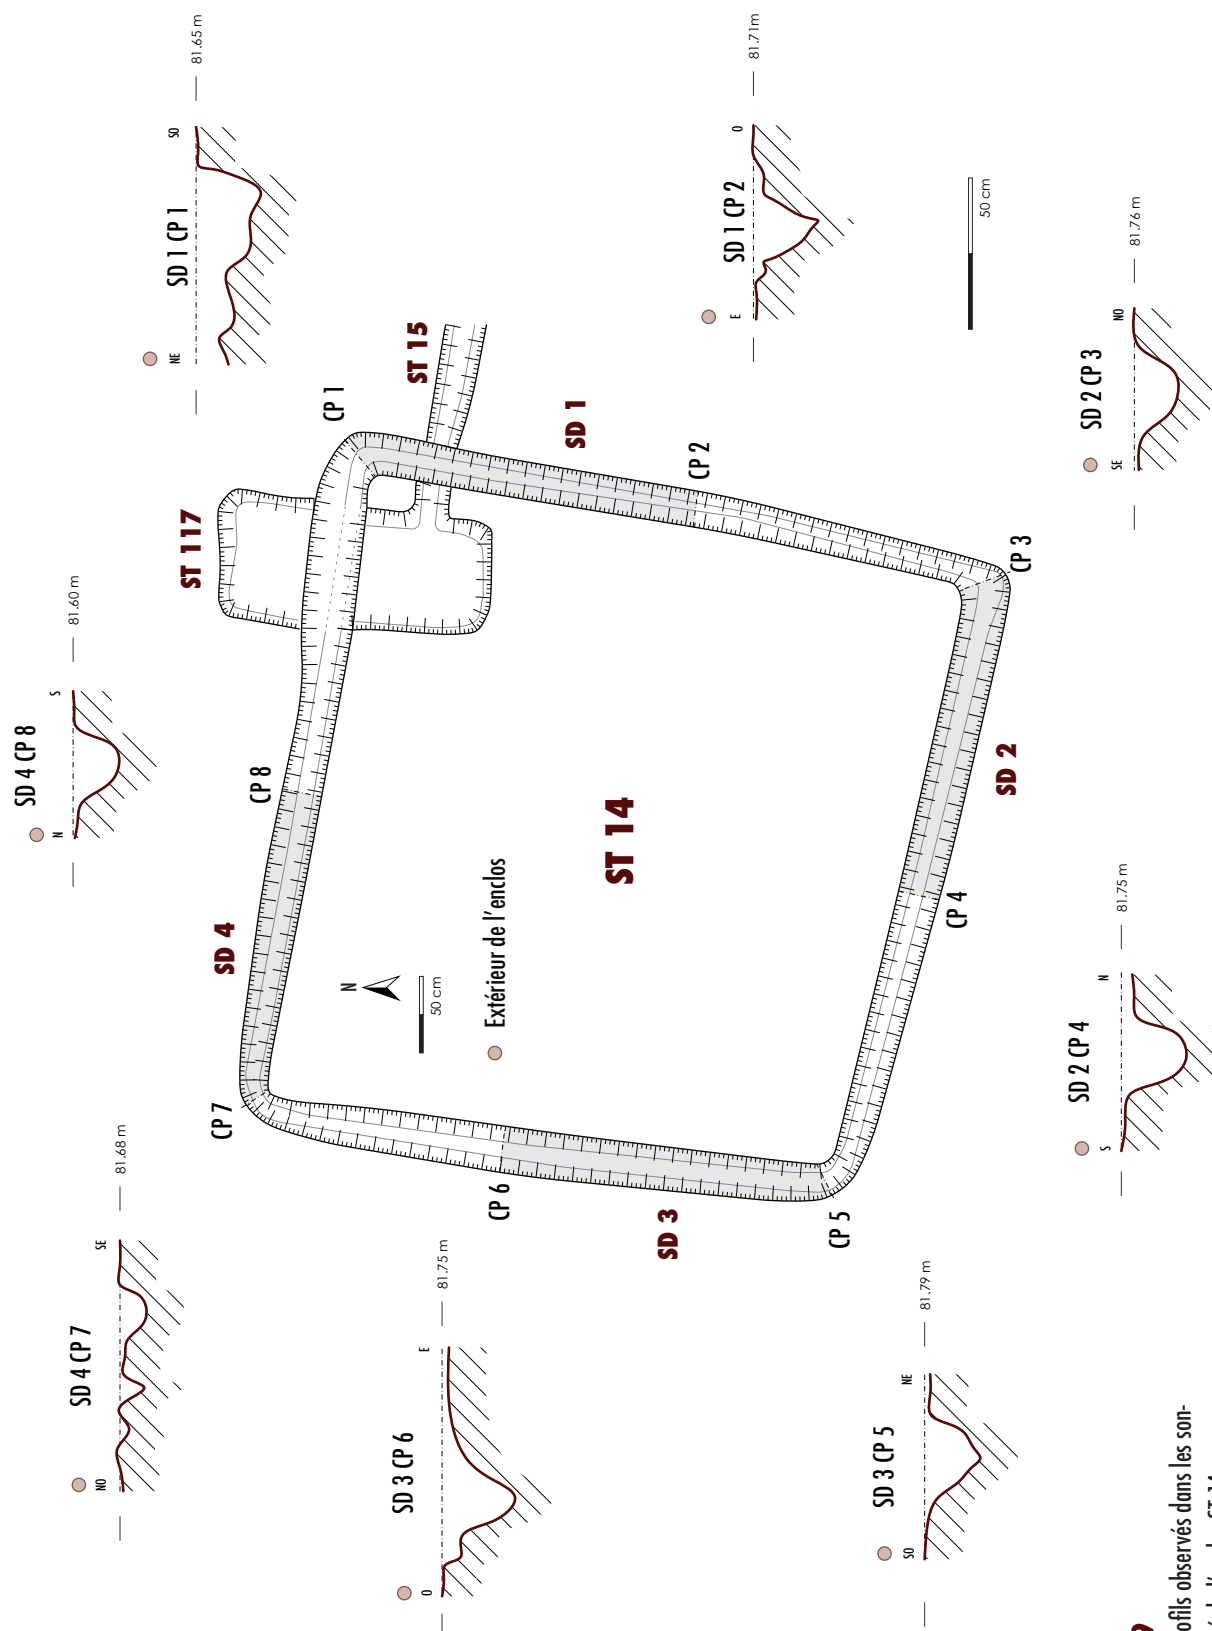 SD 4 CP 8
N
S
81.60 m
SD 1 CP 1
NE
SO
81.65 m
SD 4 CP 7
NO
SE
81.68 m
SD 1 CP 2
E
O
81.71m
SD 3 CP 6
O
E
81.75 m
SD 3 CP 5
SO
NE
81.79 m
SD 2 CP 4
S
N
81.75 m
SD 2 CP 3
SE
NO
81.76 m
50 cm
ST 117
ST 15
CP 1
SD 1
CP 2
CP 3
SD 2
CP 4
CP 5
SD 3
CP 6
CP 7
SD 4
CP 8
ST 14
N
50 cm
Extérieur de l’enclos
ofils observés dans les son-